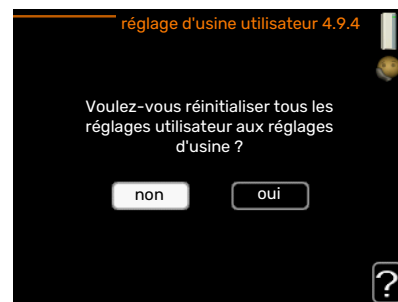 réglage d'usine utilisateur 4.9.4
Voulez-vous réinitialiser tous les
réglages utilisateur aux réglages
d'usine ?
non oui
?